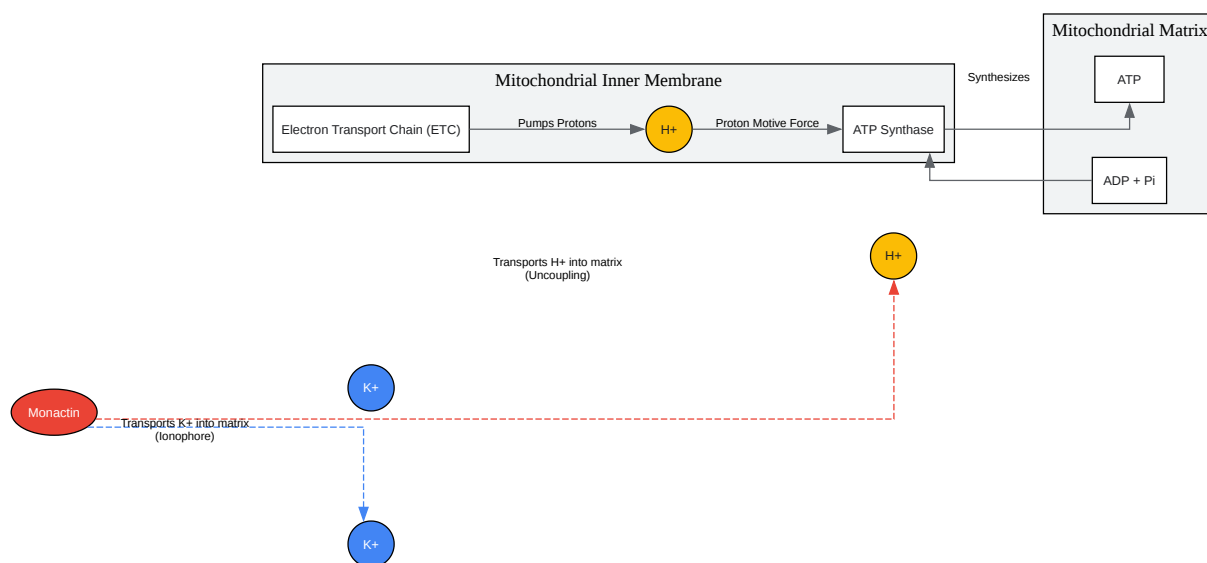 Mitochondrial Matrix
Mitochondrial Inner Membrane
Synthesizes
ATP
Electron Transport Chain (ETC)
Pumps Protons
H+
Proton Motive Force
ATP Synthase
ADP + Pi
H+
Transports H+ into matrix
(Uncoupling)
K+
Monactin
Transports K+ into matrix
(Ionophore)
K+